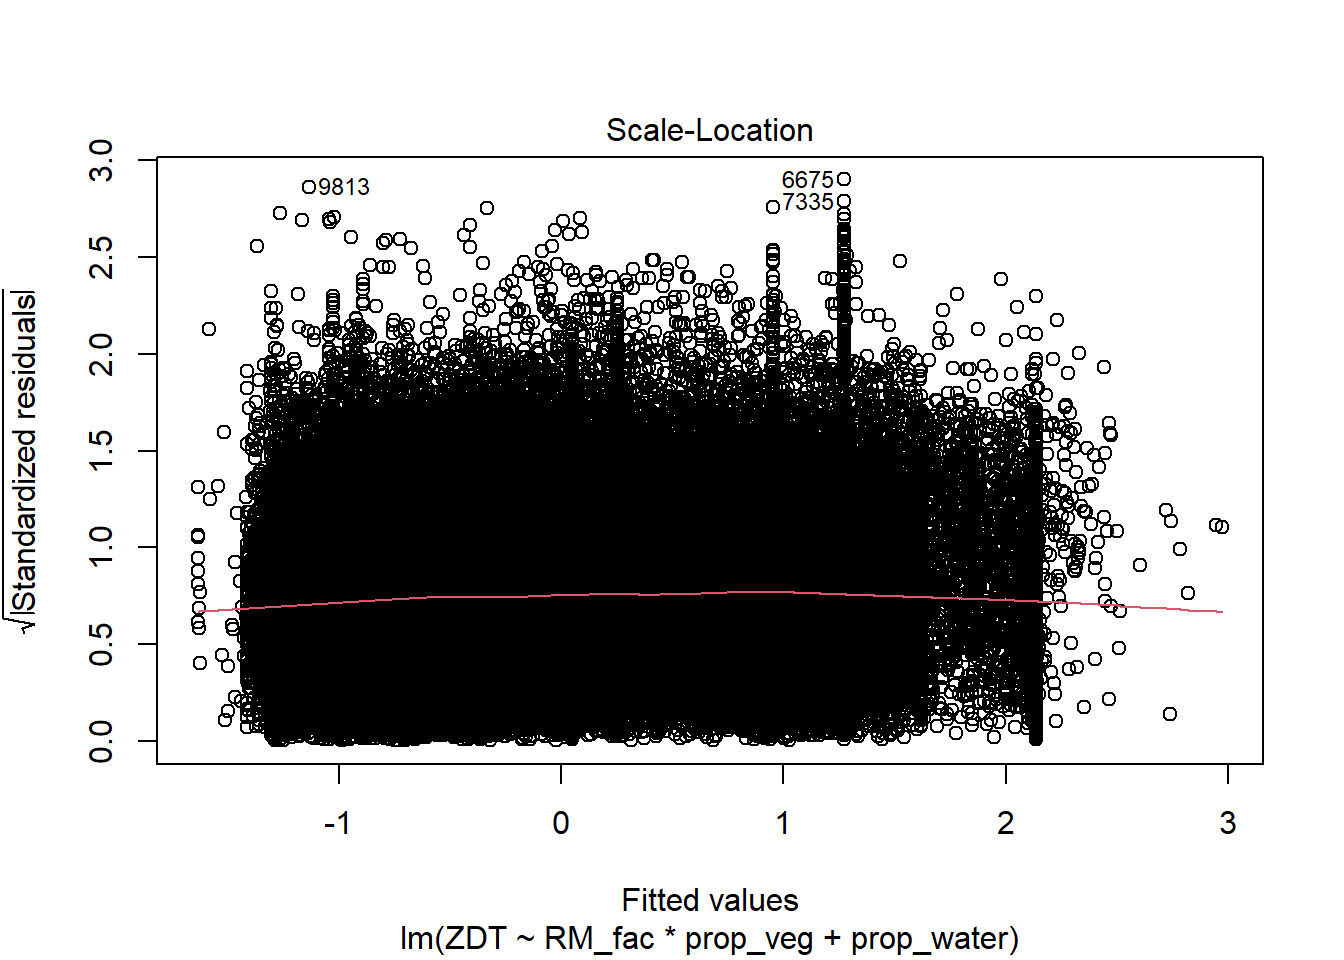 Scale-Location
√|Standardized residuals|
3.0
2.5
2.0
1.5
1.0
0.5
0.0
9813
6675
7335
-1 0 1 2 3
Fitted values
lm(ZDT ~ RM_fac * prop_veg + prop_water)